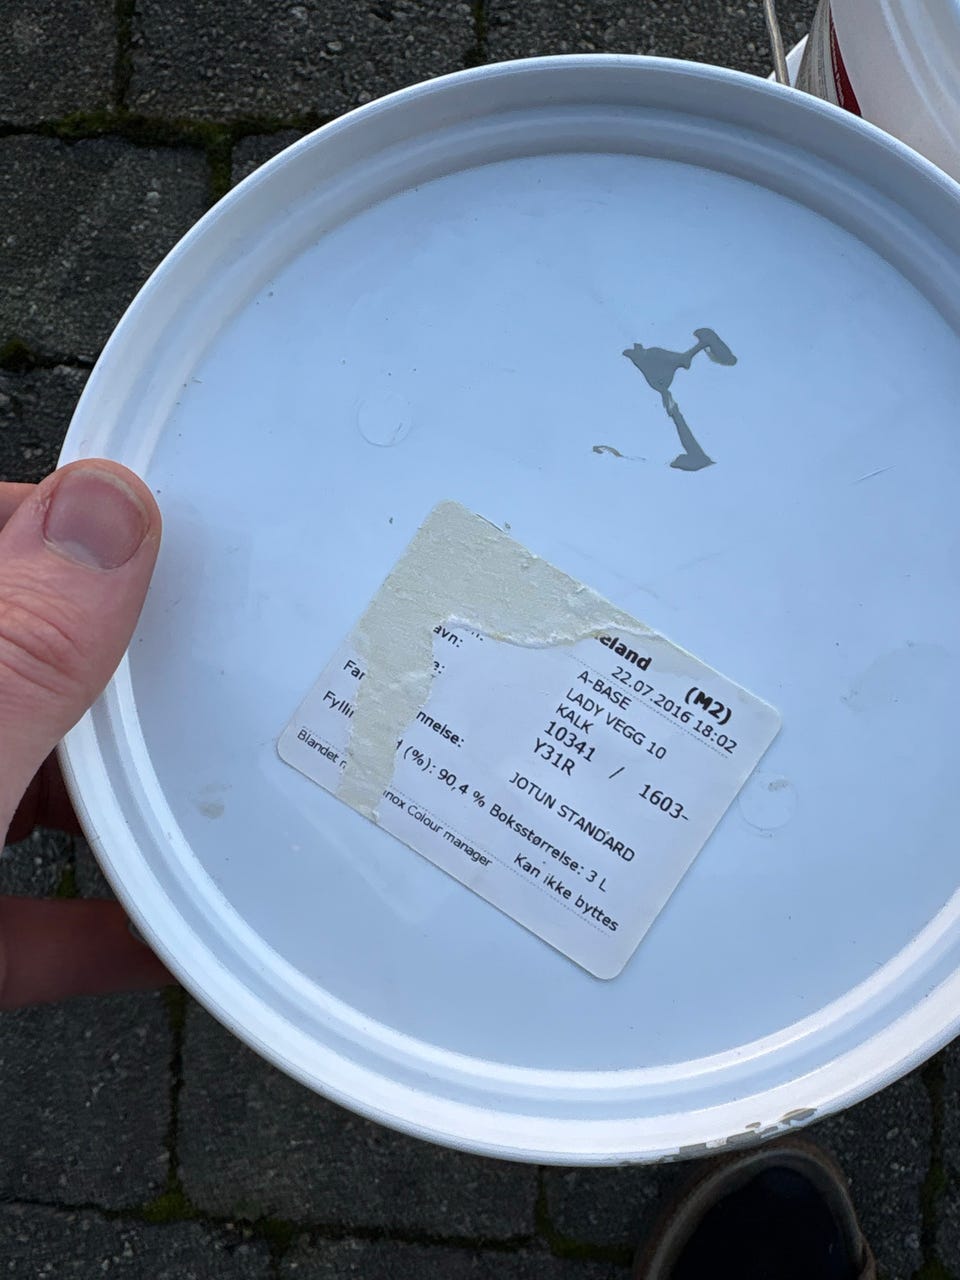 eland (M2)
22.07.2016 18:02
avn: A-BASE
e: LADY VEGG 10
KALK
Far 10341 / 1603-
nnelse: Y31R
JOTUN STANDARD
Fylli (%): 90,4 % Boksstørrelse: 3 L
Kan ikke byttes
Blandet nox Colour manager